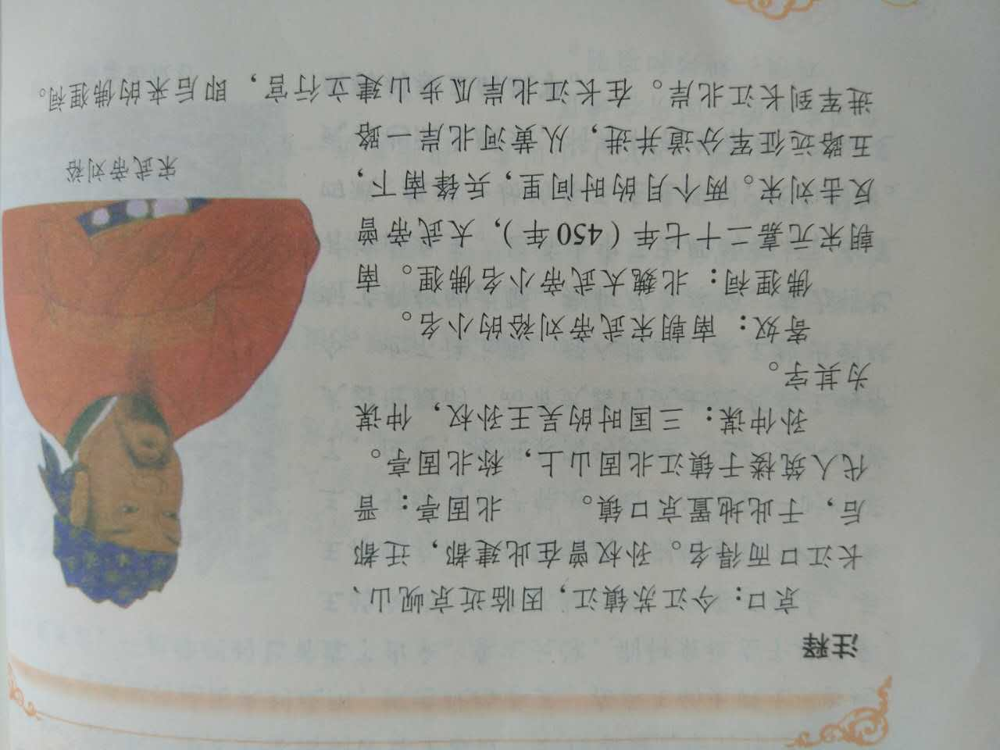 注释
京口：今江苏镇江，因临近京岘山、
长江口而得名。孙权曾在此建都，迁都
后，于此地置京口镇。 北固亭：晋
代人筑楼于镇江北固山上，称北固亭。
孙仲谋：三国时的吴王孙权，仲谋
为其字。
寄奴：南朝宋武帝刘裕的小名。
佛狸祠：北魏太武帝小名佛狸。南
朝宋元嘉二十七年（450年），太武帝曾
反击刘宋。两个月的时间里，兵锋南下，
五路远征军分道并进，从黄河北岸一路
进军到长江北岸。在长江北岸瓜步山建立行宫，即后来的佛狸祠。
宋武帝刘裕